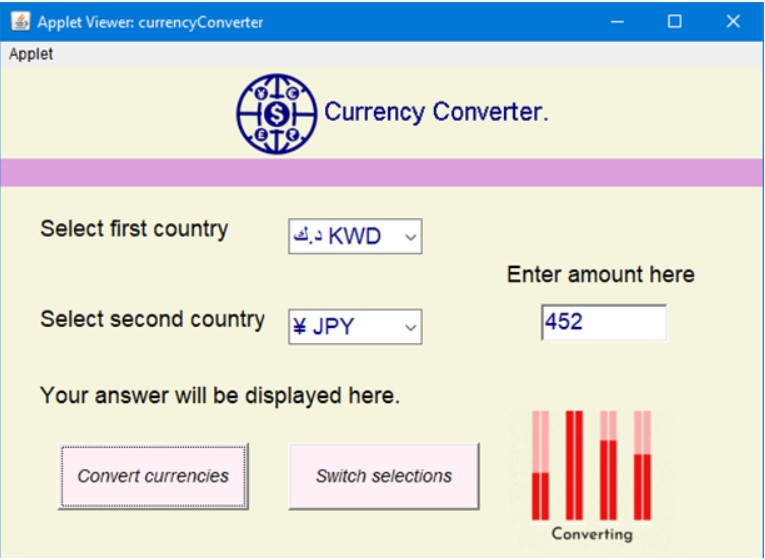 Applet Viewer: currencyConverter
Applet
Currency Converter.
Select first country
د.ك KWD
Enter amount here
Select second country
¥ JPY
452
Your answer will be displayed here.
Convert currencies
Switch selections
Converting